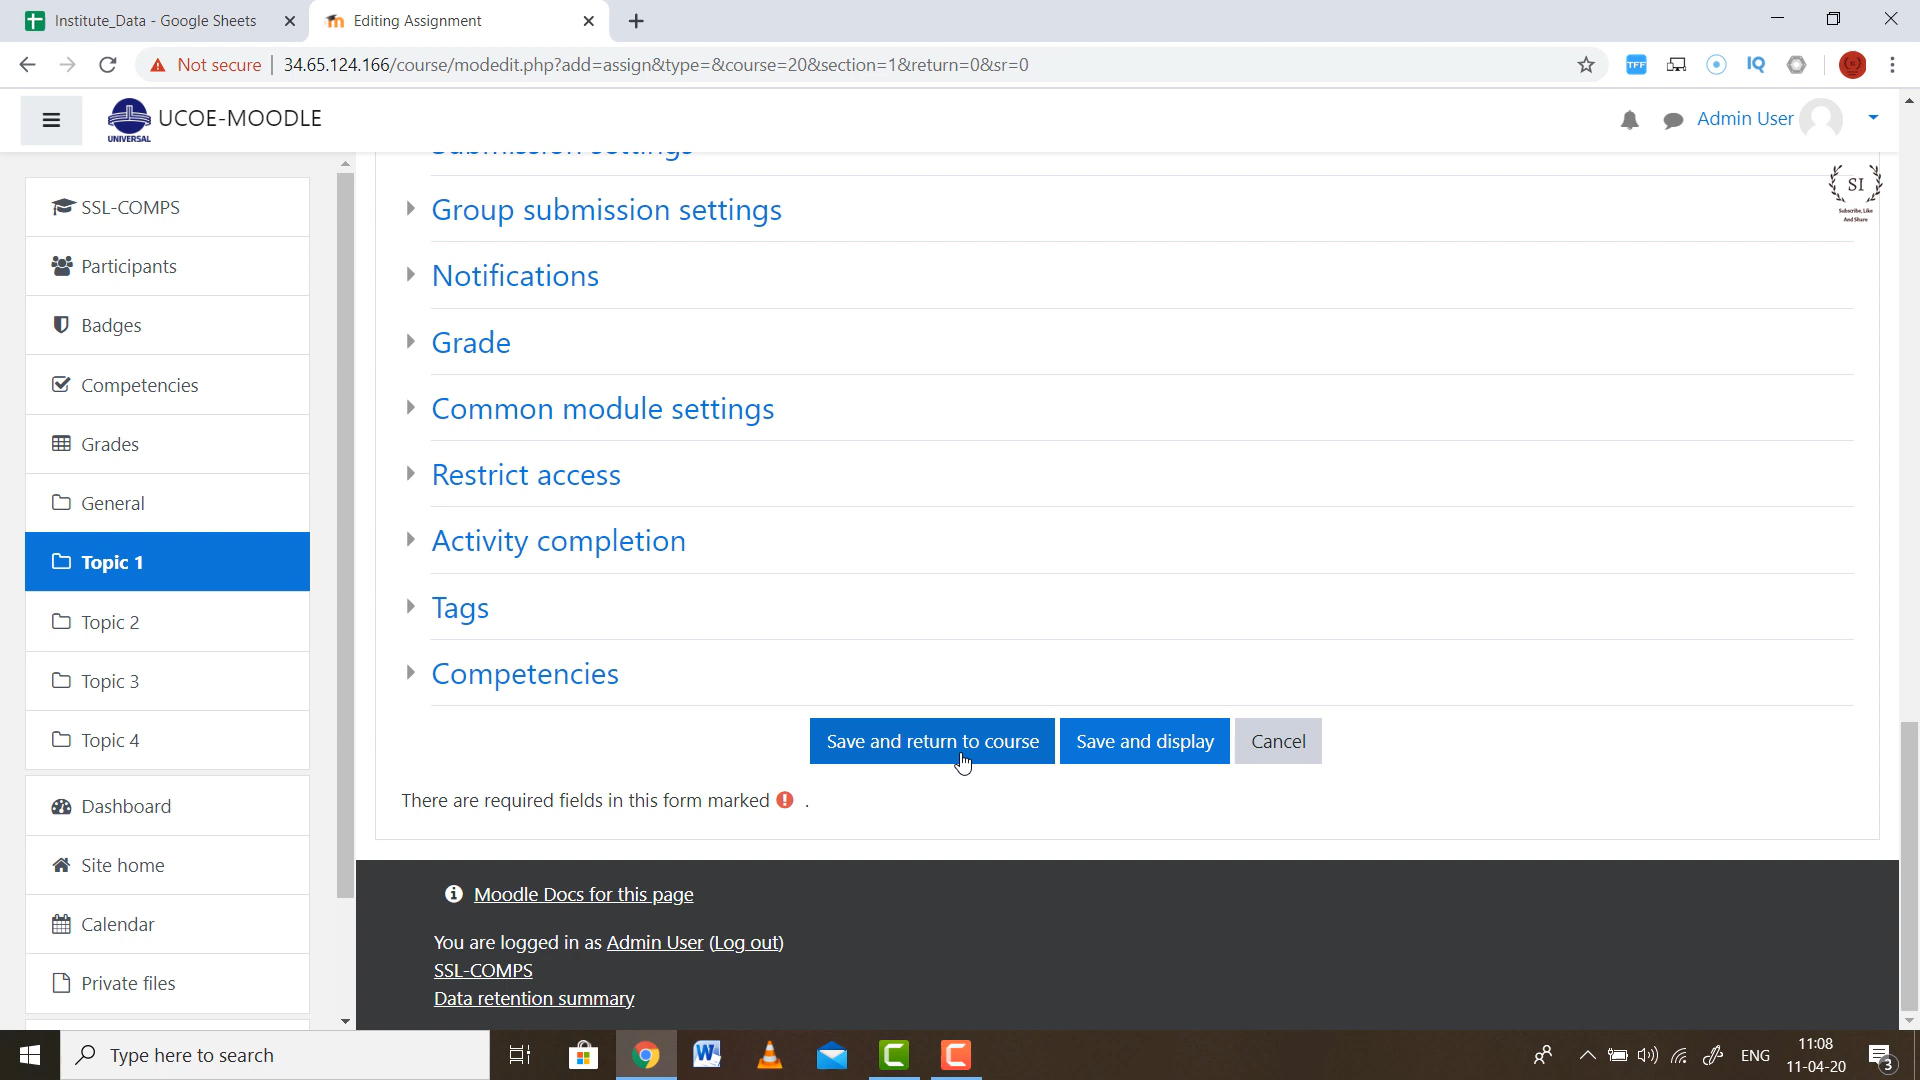 Institute_Data - Google Sheets
Editing Assignment
Not secure
34.65.124.166/course/modedit.php?add=assign&type=&course=20&section=1&return=0&sr=0
TFF
IQ
UNIVERSAL
UCOE-MOODLE
Admin User
SSL-COMPS
Participants
Badges
Competencies
Grades
General
Topic 1
Topic 2
Topic 3
Topic 4
Dashboard
Site home
Calendar
Private files
Submission settings
SI
Subscribe, Like
And Share
Group submission settings
Notifications
Grade
Common module settings
Restrict access
Activity completion
Tags
Competencies
Save and return to course
Save and display
Cancel
There are required fields in this form marked .
Moodle Docs for this page
You are logged in as Admin User (Log out)
SSL-COMPS
Data retention summary
Type here to search
ENG
11:08
11-04-20
3